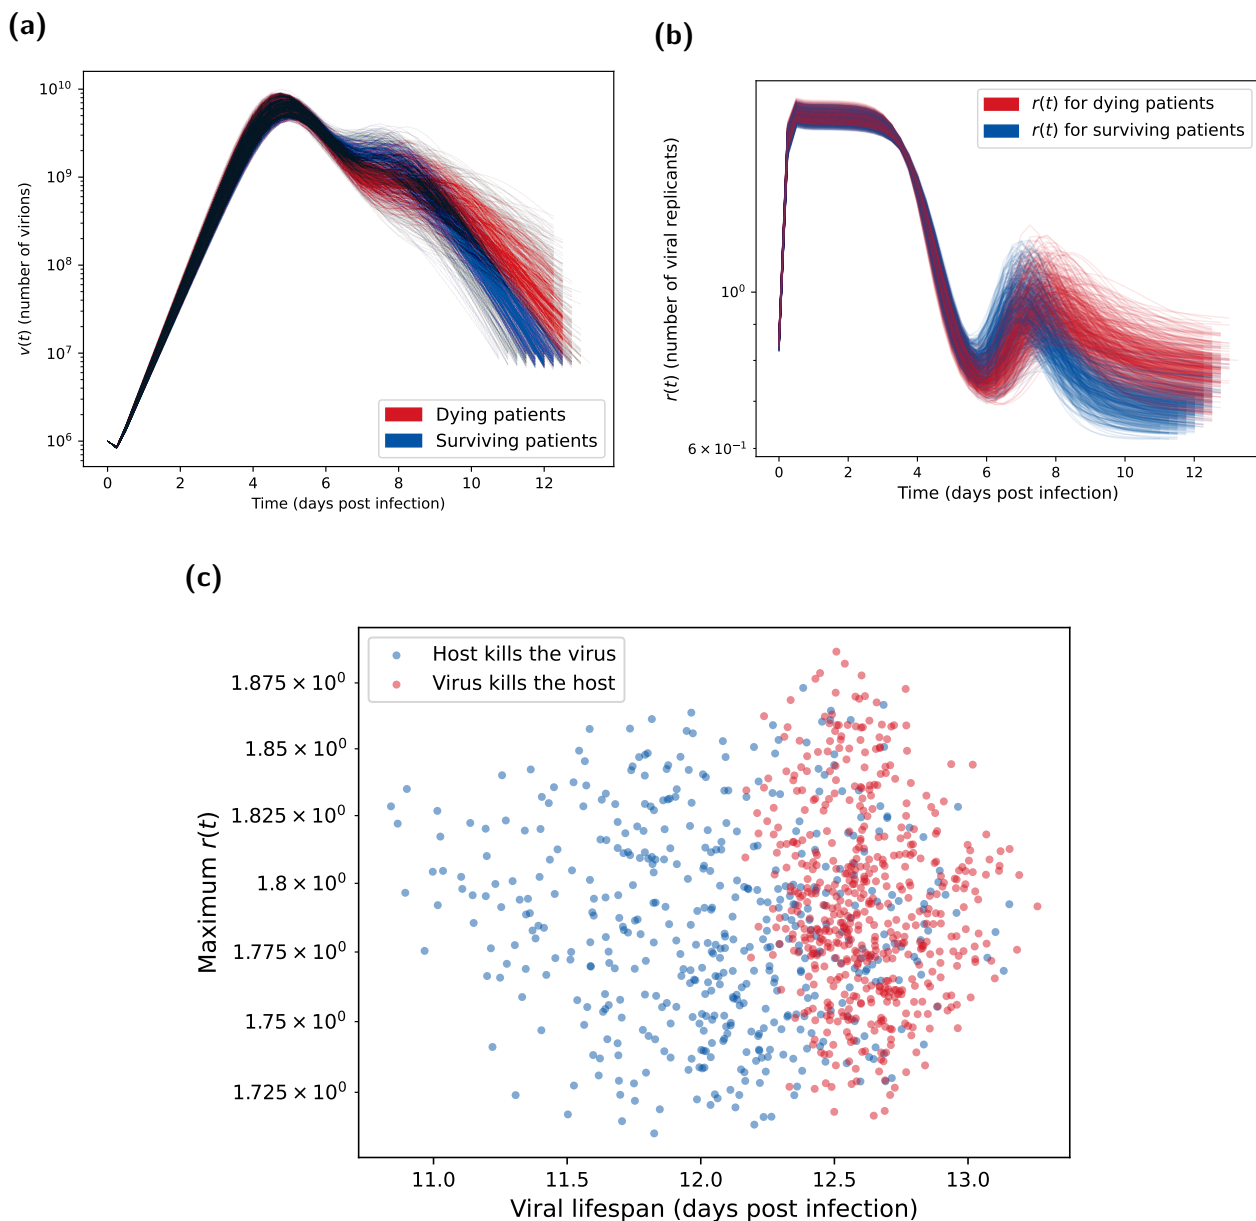 (a)
10^10
10^9
10^8
10^7
10^6
v(t) (number of virions)
Dying patients
Surviving patients
0 2 4 6 8 10 12
Time (days post infection)
(b)
r(t) for dying patients
r(t) for surviving patients
10^0
6 × 10^−1
r(t) (number of viral replicants)
0 2 4 6 8 10 12
Time (days post infection)
(c)
Host kills the virus
Virus kills the host
1.875 × 10^0
1.85 × 10^0
1.825 × 10^0
1.8 × 10^0
1.775 × 10^0
1.75 × 10^0
1.725 × 10^0
Maximum r(t)
11.0 11.5 12.0 12.5 13.0
Viral lifespan (days post infection)